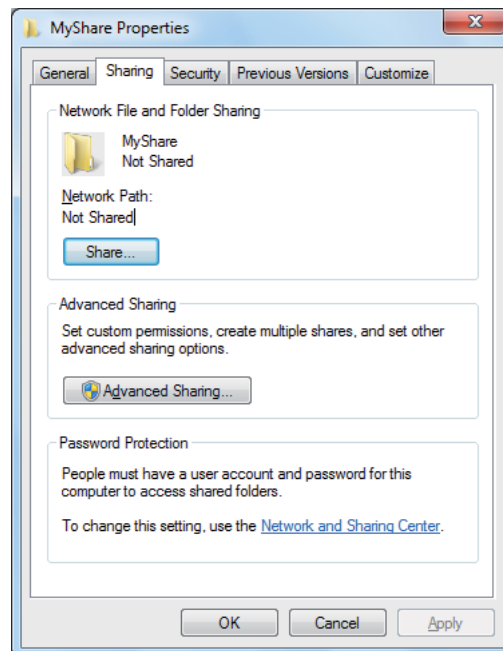 MyShare Properties
General Sharing Security Previous Versions Customize
Network File and Folder Sharing
MyShare
Not Shared
Network Path:
Not Shared
Share...
Advanced Sharing
Set custom permissions, create multiple shares, and set other
advanced sharing options.
Advanced Sharing...
Password Protection
People must have a user account and password for this
computer to access shared folders.
To change this setting, use the Network and Sharing Center.
OK Cancel Apply